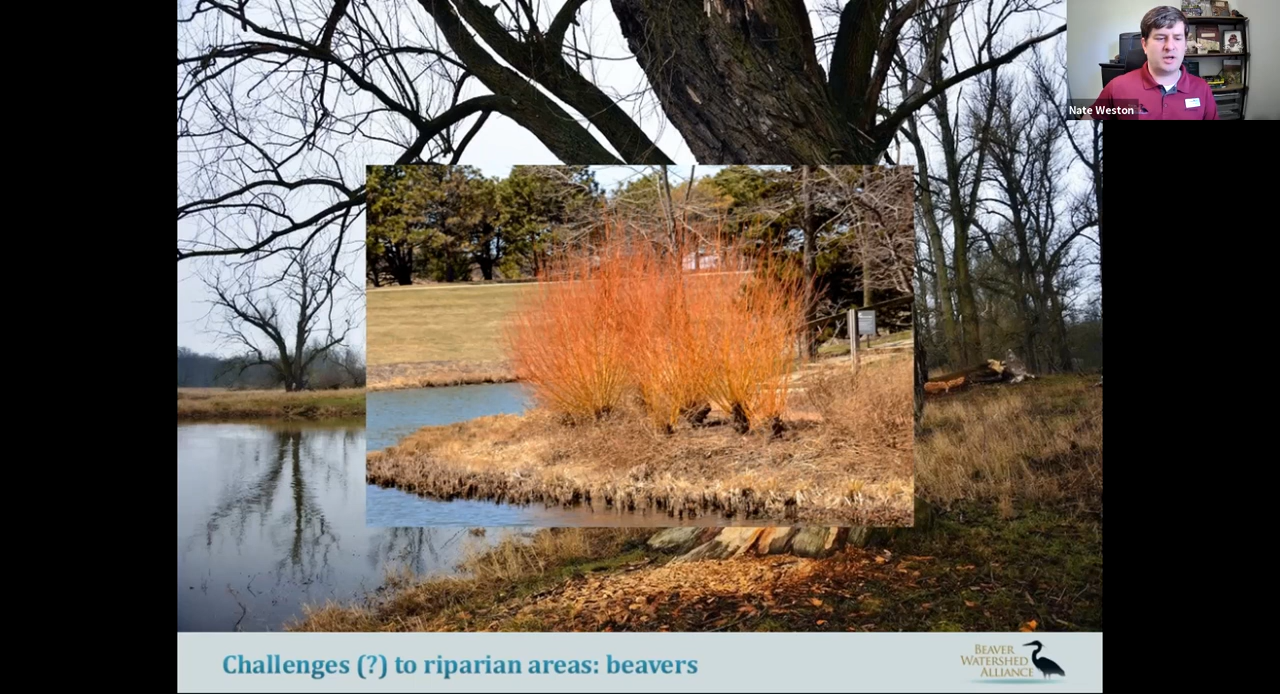 Nate Weston
Challenges (?) to riparian areas: beavers
BEAVER
WATERSHED
ALLIANCE